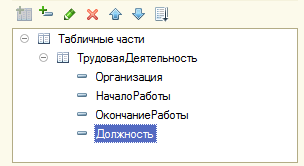 Табличные части
ТрудоваяДеятельность
Организация
НачалоРаботы
ОкончаниеРаботы
Должность